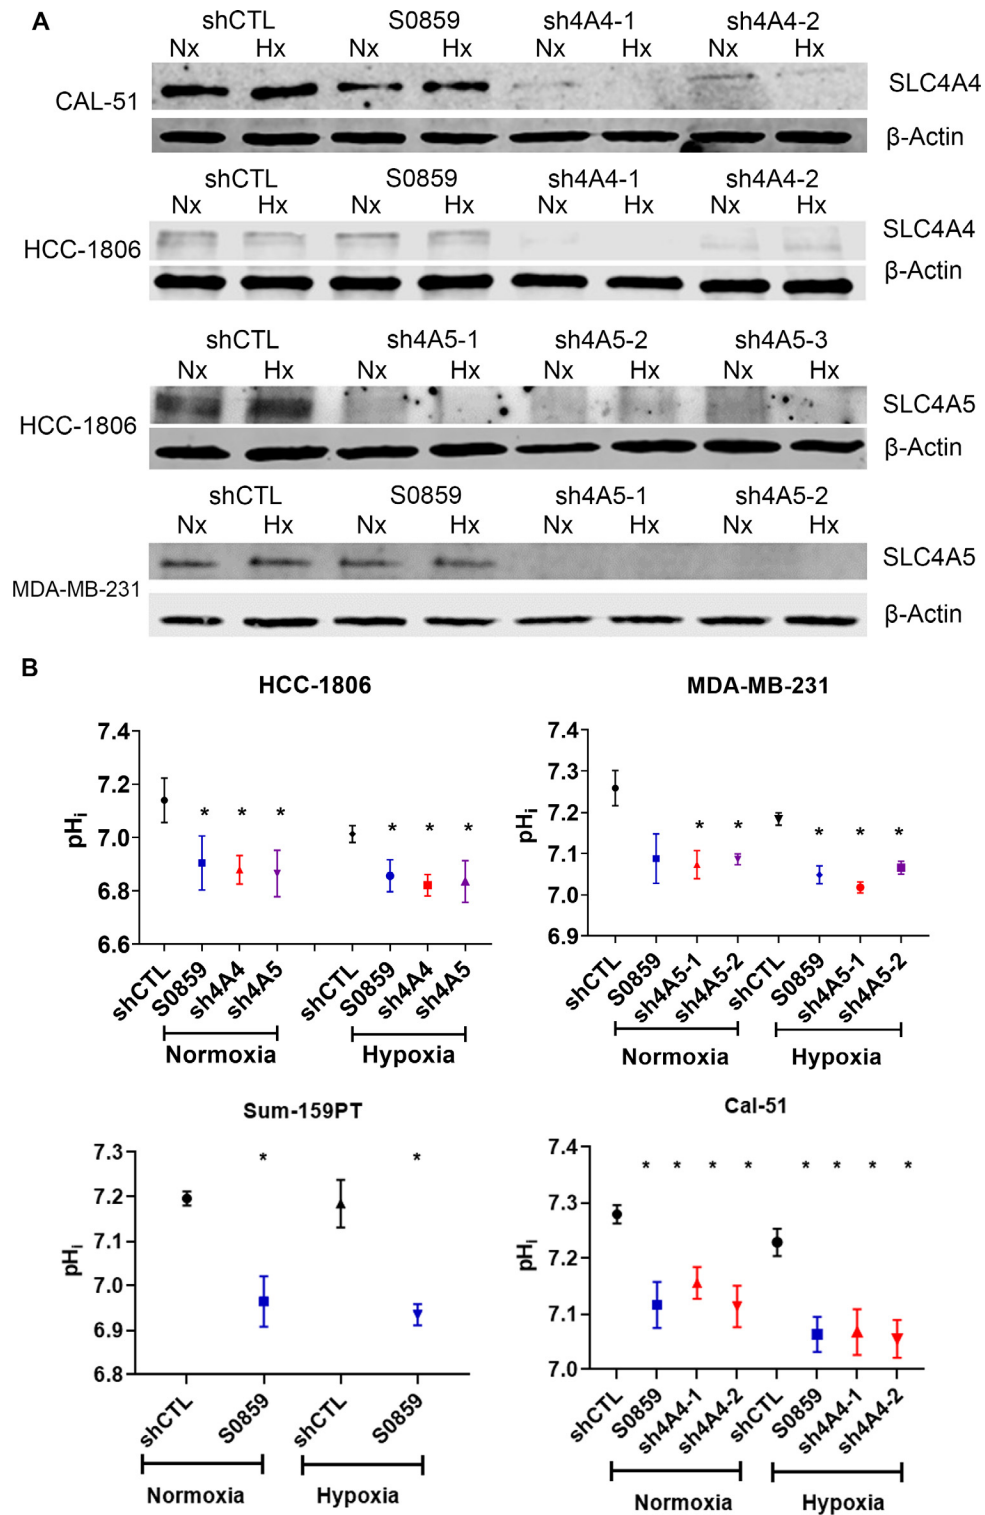 A
shCTL S0859 sh4A4-1 sh4A4-2
Nx Hx Nx Hx Nx Hx Nx Hx
CAL-51 SLC4A4
β-Actin
shCTL S0859 sh4A4-1 sh4A4-2
Nx Hx Nx Hx Nx Hx Nx Hx
HCC-1806 SLC4A4
β-Actin
shCTL sh4A5-1 sh4A5-2 sh4A5-3
Nx Hx Nx Hx Nx Hx Nx Hx
HCC-1806 SLC4A5
β-Actin
shCTL S0859 sh4A5-1 sh4A5-2
Nx Hx Nx Hx Nx Hx Nx Hx
MDA-MB-231 SLC4A5
β-Actin
B
HCC-1806
pHi
7.4
7.2
7.0
6.8
6.6
* * * * * *
shCTL S0859 sh4A4 sh4A5 shCTL S0859 sh4A4 sh4A5
Normoxia Hypoxia
MDA-MB-231
pHi
7.4
7.3
7.2
7.1
7.0
6.9
* * * * *
shCTL S0859 sh4A5-1 sh4A5-2 shCTL S0859 sh4A5-1 sh4A5-2
Normoxia Hypoxia
Sum-159PT
pHi
7.3
7.2
7.1
7.0
6.9
6.8
* *
shCTL S0859 shCTL S0859
Normoxia Hypoxia
Cal-51
pHi
7.4
7.3
7.2
7.1
7.0
* * * * * * * *
shCTL S0859 sh4A4-1 sh4A4-2 shCTL S0859 sh4A4-1 sh4A4-2
Normoxia Hypoxia